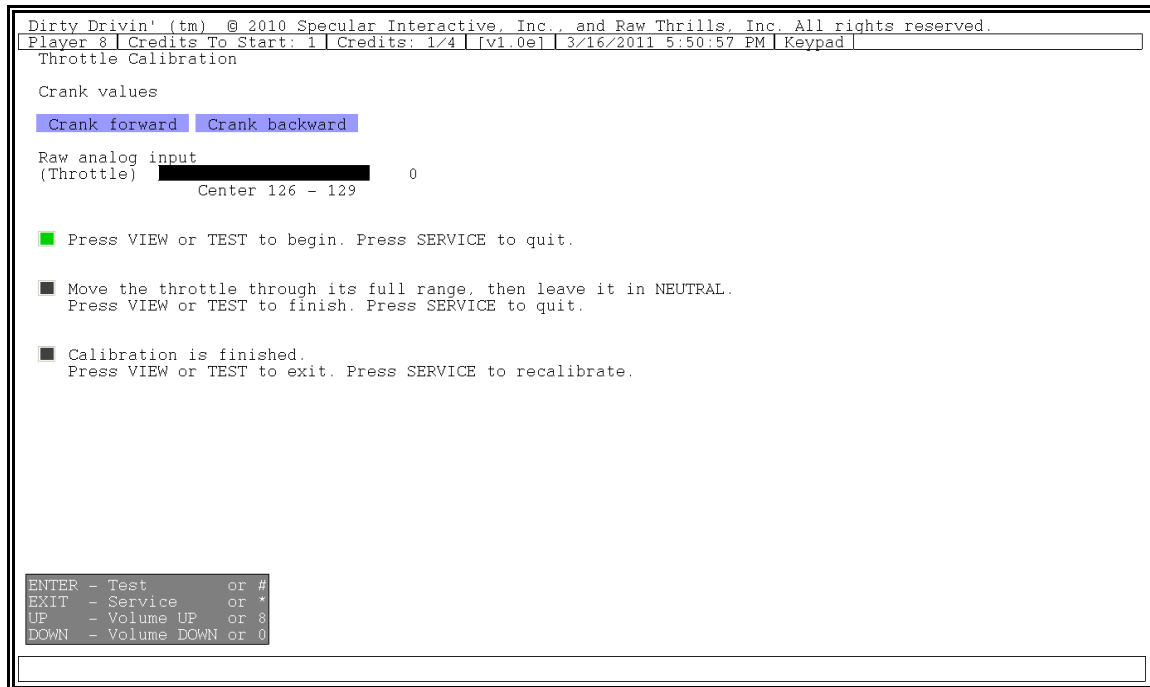 Dirty Drivin' (tm) © 2010 Specular Interactive, Inc., and Raw Thrills, Inc. All rights reserved.
Player 8 | Credits To Start: 1 | Credits: 1/4 | [v1.0e] | 3/16/2011 5:50:57 PM | Keypad |
Throttle Calibration
Crank values
Crank forward Crank backward
Raw analog input
(Throttle) 0
Center 126 - 129
Press VIEW or TEST to begin. Press SERVICE to quit.
Move the throttle through its full range, then leave it in NEUTRAL.
Press VIEW or TEST to finish. Press SERVICE to quit.
Calibration is finished.
Press VIEW or TEST to exit. Press SERVICE to recalibrate.
ENTER - Test or #
EXIT - Service or *
UP - Volume UP or 8
DOWN - Volume DOWN or 0